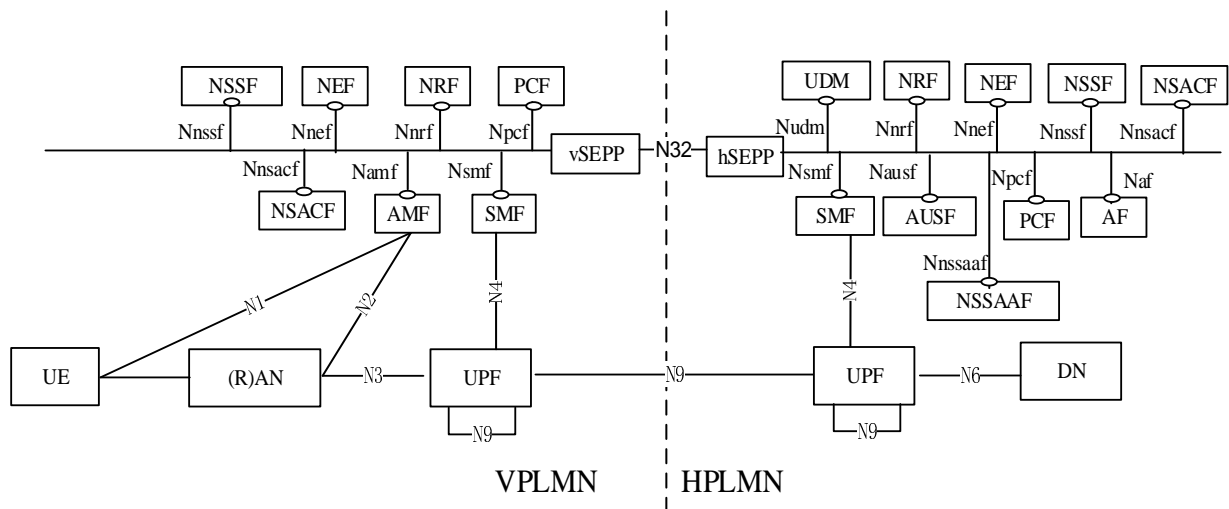 NSSF NEF NRF PCF UDM NRF NEF NSSF NSACF
Nnssf Nnef Nnrf Npcf Nudm Nnrf Nnef Nnssf Nnsacf
vSEPP N32 hSEPP
Nnsacf Namf Nsmf Nsmf Nausf Npcf Naf
NSACF AMF SMF SMF AUSF PCF AF
Nnssaaf
NSSAAF
N1 N2 N4 N4
UE (R)AN N3 UPF N9 UPF N6 DN
N9 N9
VPLMN HPLMN